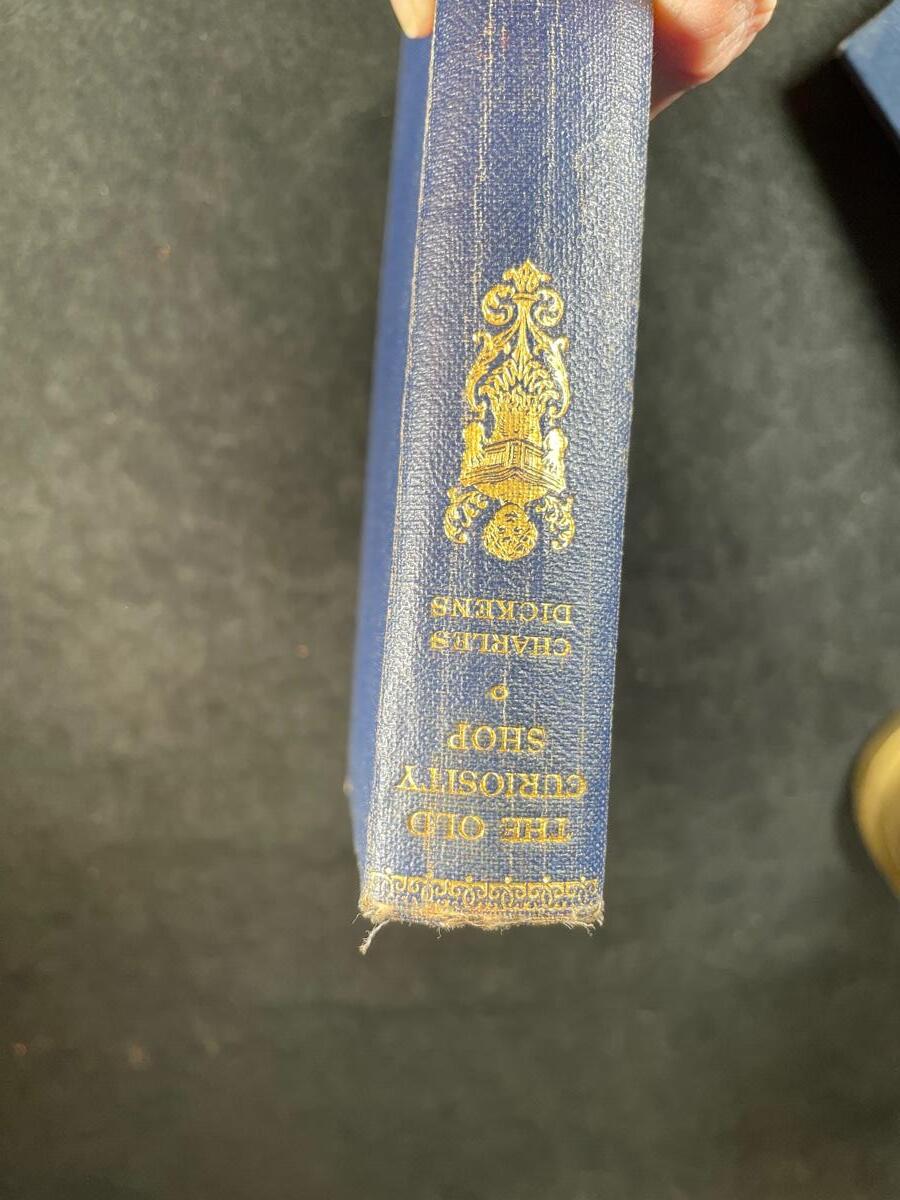 THE OLD
CURIOSITY
SHOP
CHARLES
DICKENS